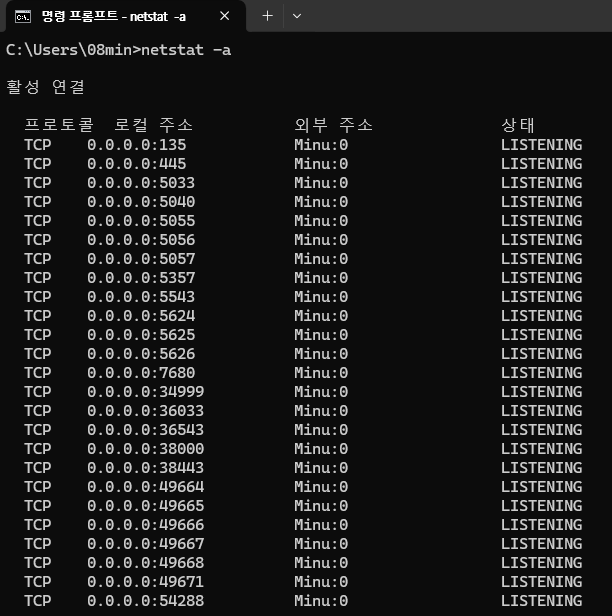 명령 프롬프트 - netstat -a
C:\Users\08min>netstat -a
활성 연결
프로토콜 로컬 주소 외부 주소 상태
TCP 0.0.0.0:135 Minu:0 LISTENING
TCP 0.0.0.0:445 Minu:0 LISTENING
TCP 0.0.0.0:5033 Minu:0 LISTENING
TCP 0.0.0.0:5040 Minu:0 LISTENING
TCP 0.0.0.0:5055 Minu:0 LISTENING
TCP 0.0.0.0:5056 Minu:0 LISTENING
TCP 0.0.0.0:5057 Minu:0 LISTENING
TCP 0.0.0.0:5357 Minu:0 LISTENING
TCP 0.0.0.0:5543 Minu:0 LISTENING
TCP 0.0.0.0:5624 Minu:0 LISTENING
TCP 0.0.0.0:5625 Minu:0 LISTENING
TCP 0.0.0.0:5626 Minu:0 LISTENING
TCP 0.0.0.0:7680 Minu:0 LISTENING
TCP 0.0.0.0:34999 Minu:0 LISTENING
TCP 0.0.0.0:36033 Minu:0 LISTENING
TCP 0.0.0.0:36543 Minu:0 LISTENING
TCP 0.0.0.0:38000 Minu:0 LISTENING
TCP 0.0.0.0:38443 Minu:0 LISTENING
TCP 0.0.0.0:49664 Minu:0 LISTENING
TCP 0.0.0.0:49665 Minu:0 LISTENING
TCP 0.0.0.0:49666 Minu:0 LISTENING
TCP 0.0.0.0:49667 Minu:0 LISTENING
TCP 0.0.0.0:49668 Minu:0 LISTENING
TCP 0.0.0.0:49671 Minu:0 LISTENING
TCP 0.0.0.0:54288 Minu:0 LISTENING